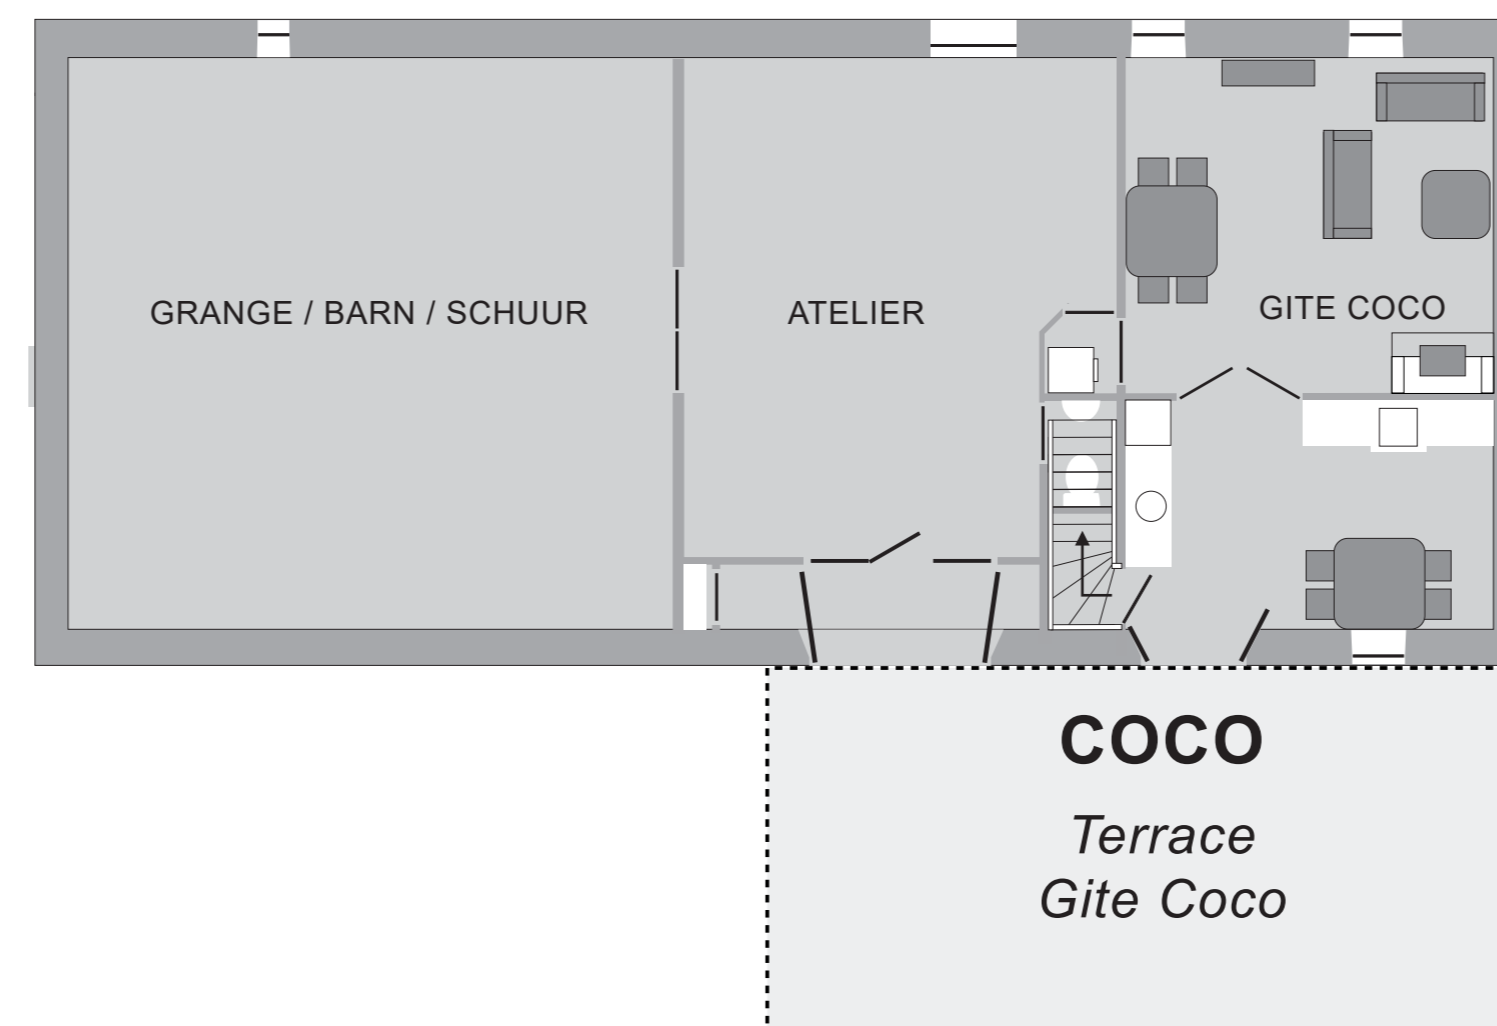 GRANGE / BARN / SCHUUR
ATELIER
GITE COCO
COCO
Terrace
Gite Coco